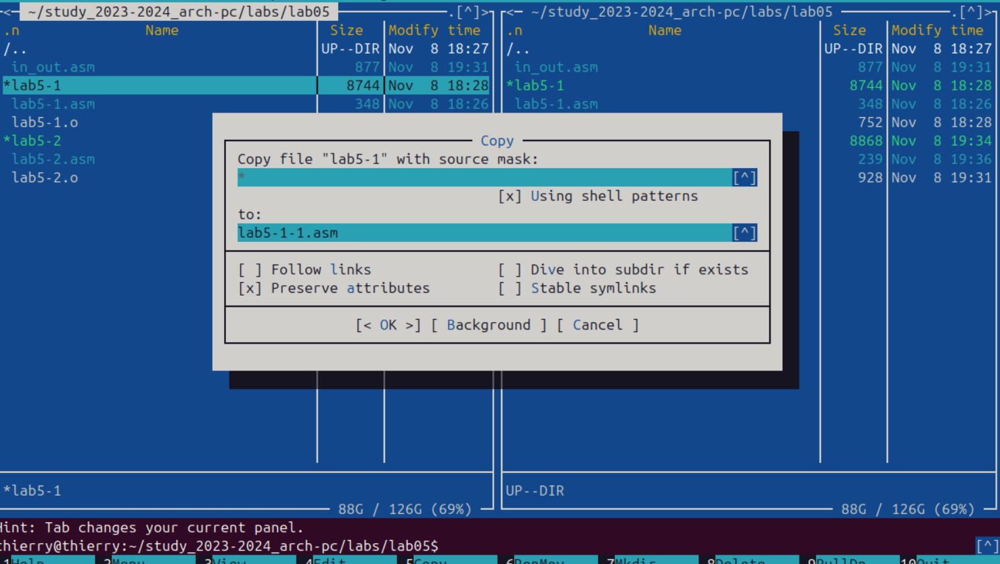 <— ~/study_2023-2024_arch-pc/labs/lab05 .[^]>
.n Name Size Modify time
/.. UP--DIR Nov 8 18:27
in_out.asm 877 Nov 8 19:31
*lab5-1 8744 Nov 8 18:28
lab5-1.asm 348 Nov 8 18:26
lab5-1.o
*lab5-2
lab5-2.asm
lab5-2.o
<— ~/study_2023-2024_arch-pc/labs/lab05 .[^]>
.n Name Size Modify time
/.. UP--DIR Nov 8 18:27
in_out.asm 877 Nov 8 19:31
*lab5-1 8744 Nov 8 18:28
lab5-1.asm 348 Nov 8 18:26
752 Nov 8 18:28
8868 Nov 8 19:34
239 Nov 8 19:36
928 Nov 8 19:31
Copy
Copy file "lab5-1" with source mask:
* [^]
[x] Using shell patterns
to:
lab5-1-1.asm [^]
[ ] Follow links [ ] Dive into subdir if exists
[x] Preserve attributes [ ] Stable symlinks
[< OK >] [ Background ] [ Cancel ]
*lab5-1 UP--DIR
88G / 126G (69%) 88G / 126G (69%)
Hint: Tab changes your current panel.
thierry@thierry:~/study_2023-2024_arch-pc/labs/lab05$ [^]
1Help 2Menu 3View 4Edit 5Copy 6RenMov 7Mkdir 8Delete 9PullDn 10Quit